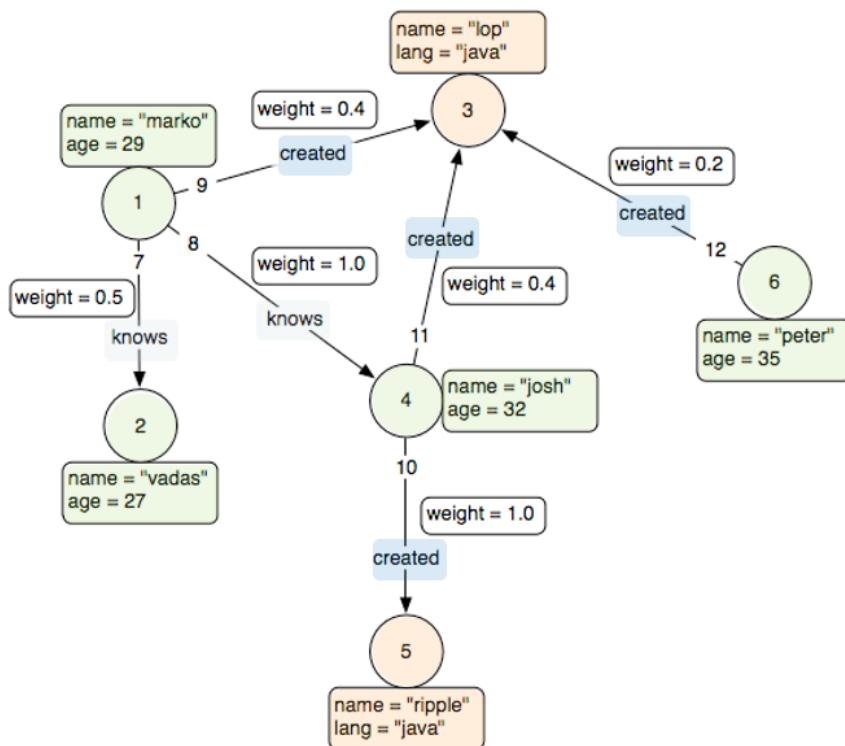 name = "lop"
lang = "java"
3
weight = 0.4
created
name = "marko"
age = 29
1
9
7
8
weight = 0.5
knows
weight = 1.0
knows
created
weight = 0.4
11
weight = 0.2
created
12
6
name = "peter"
age = 35
2
name = "vadas"
age = 27
4
name = "josh"
age = 32
10
weight = 1.0
created
5
name = "ripple"
lang = "java"